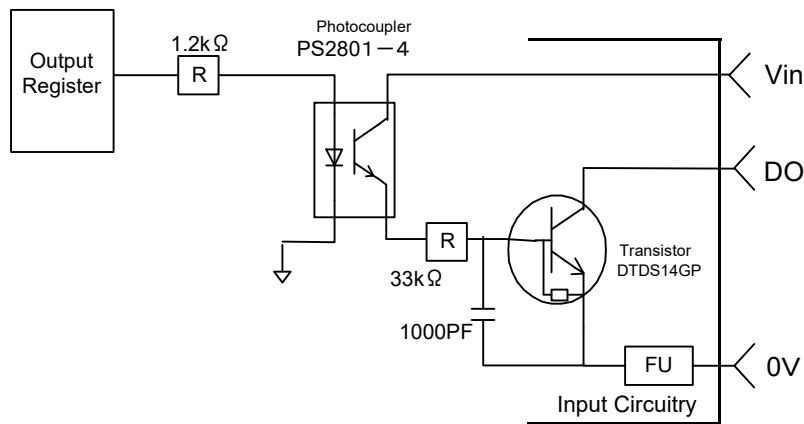 Photocoupler
PS2801－4
1.2kΩ
Output
Register
R
Vin
DO
R
33kΩ
Transistor
DTDS14GP
1000PF
FU
0V
Input Circuitry